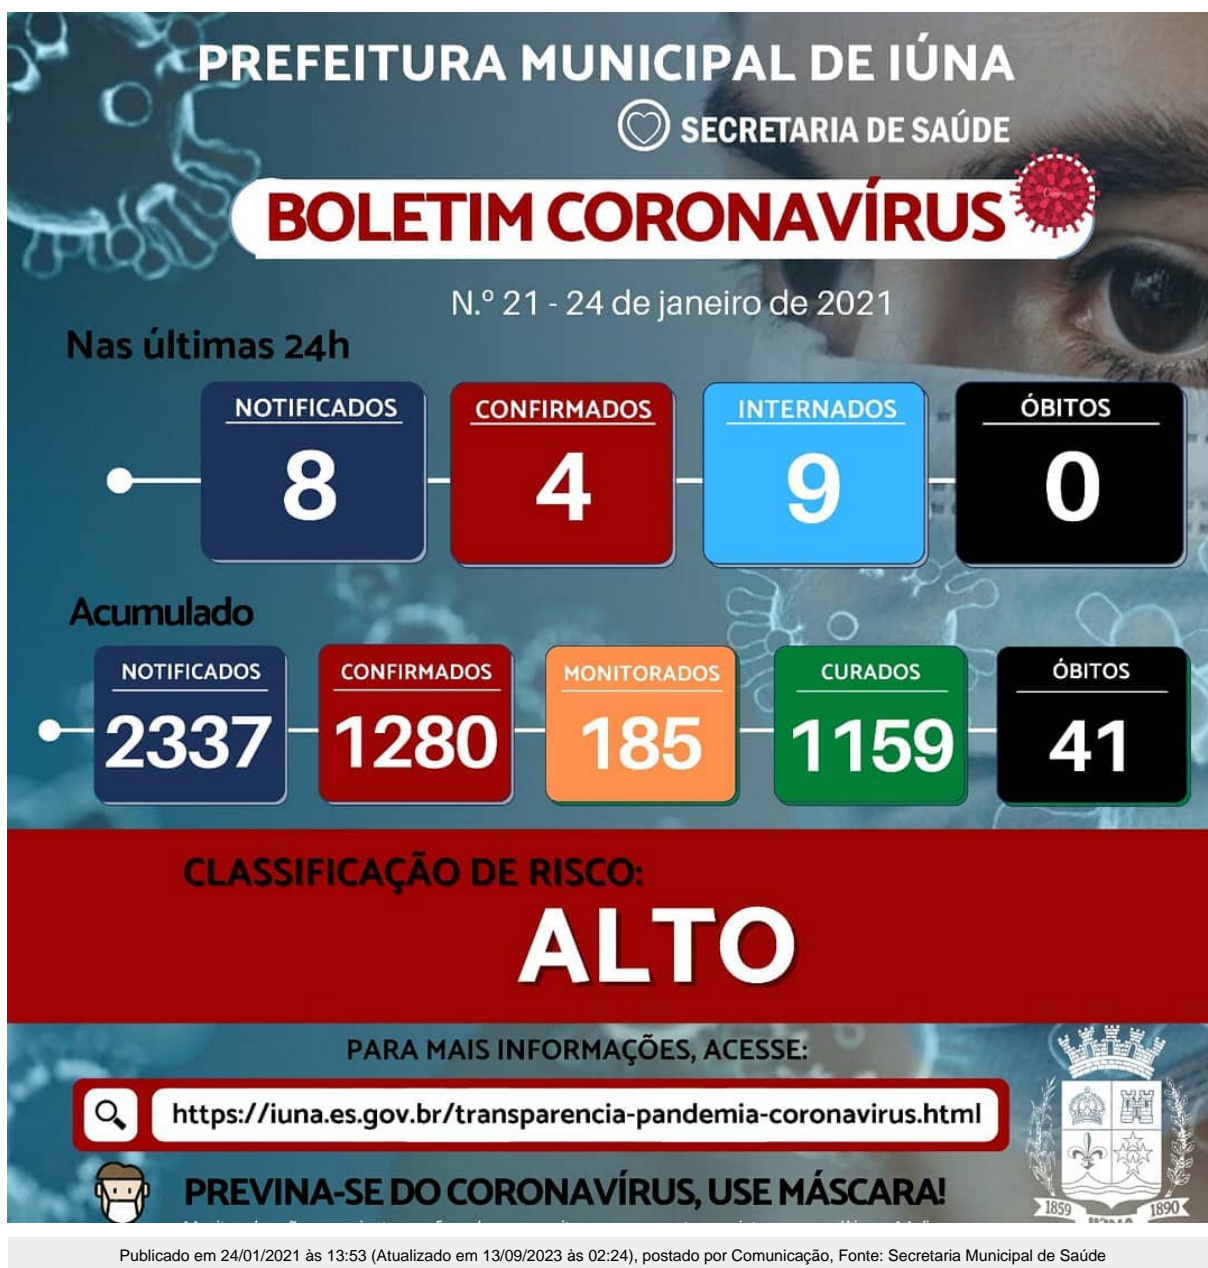 PREFEITURA MUNICIPAL DE IÚNA
SECRETARIA DE SAÚDE
BOLETIM CORONAVÍRUS
N.º 21 - 24 de janeiro de 2021
Nas últimas 24h
NOTIFICADOS
8
CONFIRMADOS
4
INTERNADOS
9
ÓBITOS
0
Acumulado
NOTIFICADOS
2337
CONFIRMADOS
1280
MONITORADOS
185
CURADOS
1159
ÓBITOS
41
CLASSIFICAÇÃO DE RISCO:
ALTO
PARA MAIS INFORMAÇÕES, ACESSE:
https://iuna.es.gov.br/transparencia-pandemia-coronavirus.html
PREVINA-SE DO CORONAVÍRUS, USE MÁSCARA!
1859
1890
Publicado em 24/01/2021 às 13:53 (Atualizado em 13/09/2023 às 02:24), postado por Comunicação, Fonte: Secretaria Municipal de Saúde